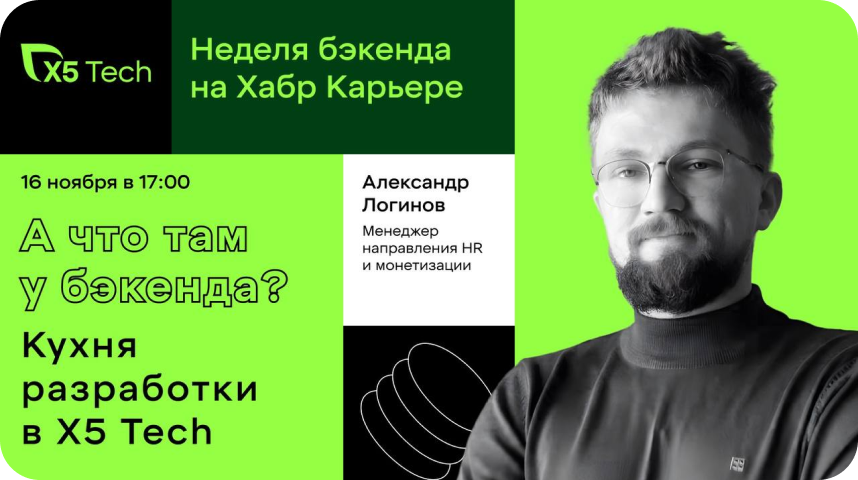 X5 Tech
Неделя бэкенда
на Хабр Карьере
16 ноября в 17:00
А что там
у бэкенда?
Кухня
разработки
в X5 Tech
Александр
Логинов
Менеджер
направления HR
и монетизации